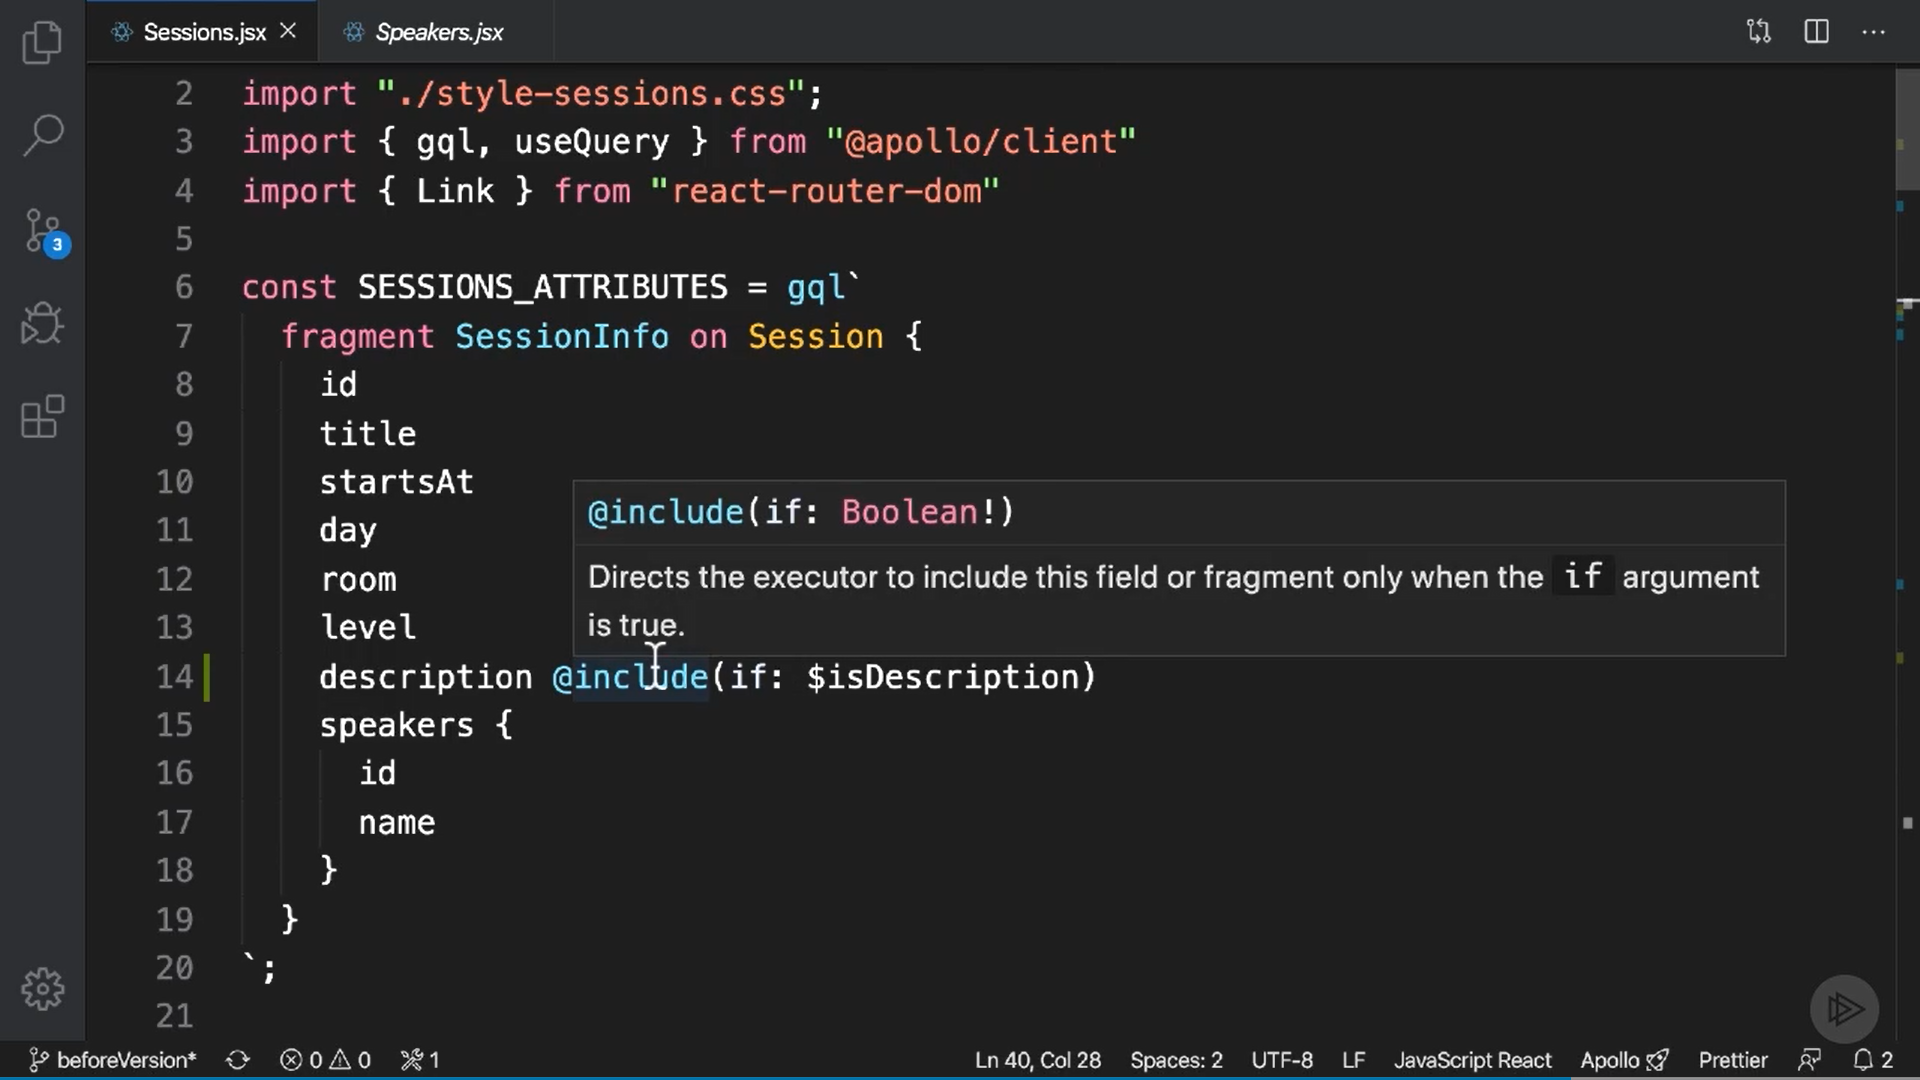 Sessions.jsx
Speakers.jsx
2 import "./style-sessions.css";
3 import { gql, useQuery } from "@apollo/client"
4 import { Link } from "react-router-dom"
5
6 const SESSIONS_ATTRIBUTES = gql`
7 fragment SessionInfo on Session {
8 id
9 title
10 startsAt
11 day
12 room
13 level
@include(if: Boolean!)
Directs the executor to include this field or fragment only when the if argument
is true.
14 description @include(if: $isDescription)
15 speakers {
16 id
17 name
18 }
19 }
20 `;
21
3
beforeVersion* 0 0 1 Ln 40, Col 28 Spaces: 2 UTF-8 LF JavaScript React Apollo Prettier 2